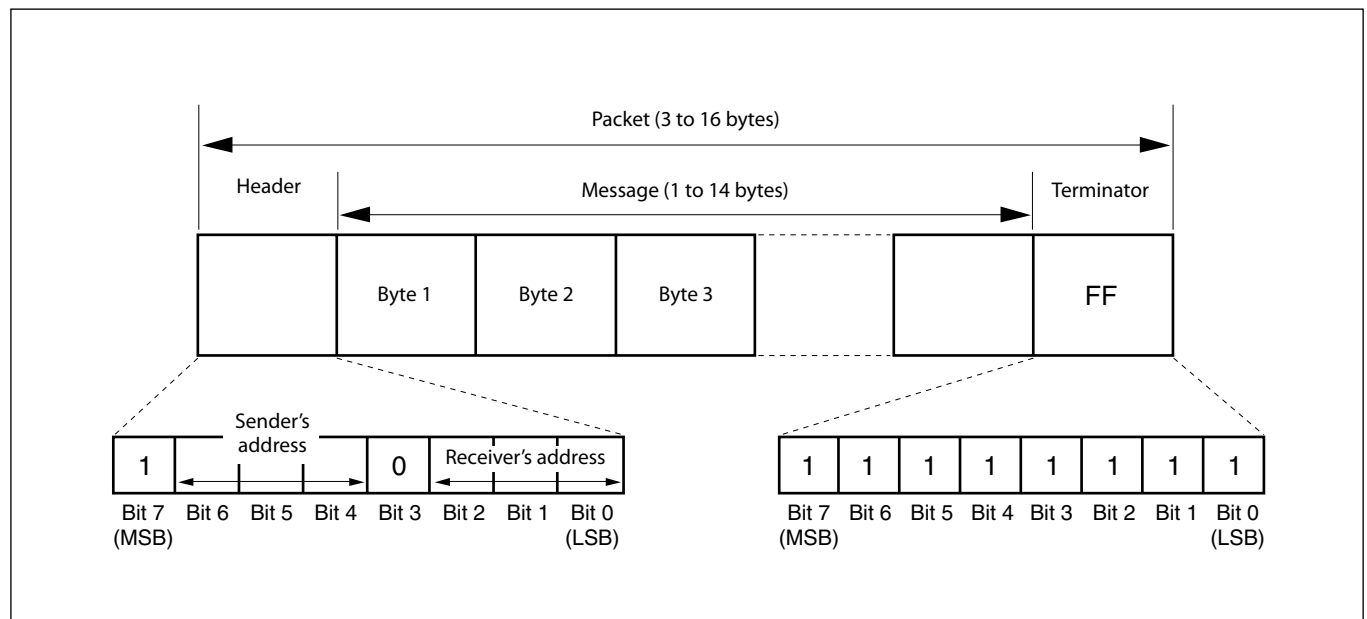 Packet (3 to 16 bytes)
Header
Message (1 to 14 bytes)
Terminator
Byte 1
Byte 2
Byte 3
FF
Sender's
address
1
0
Receiver's address
Bit 7 Bit 6 Bit 5 Bit 4 Bit 3 Bit 2 Bit 1 Bit 0
(MSB) (LSB)
1 1 1 1 1 1 1 1
Bit 7 Bit 6 Bit 5 Bit 4 Bit 3 Bit 2 Bit 1 Bit 0
(MSB) (LSB)